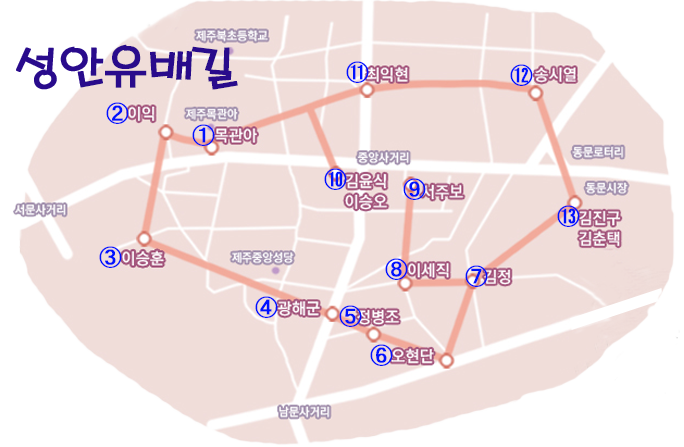 제주북초등학교
성안유배길
⑪최익현
⑫송시열
②이익
제주목관아
①목관아
중앙사거리
동문로터리
⑩김윤식
이승오
⑨서주보
동문시장
서문사거리
⑬김진구
김춘택
③이승훈
제주중앙성당
⑧이세직
⑦김정
④광해군
⑤정병조
⑥오현단
남문사거리